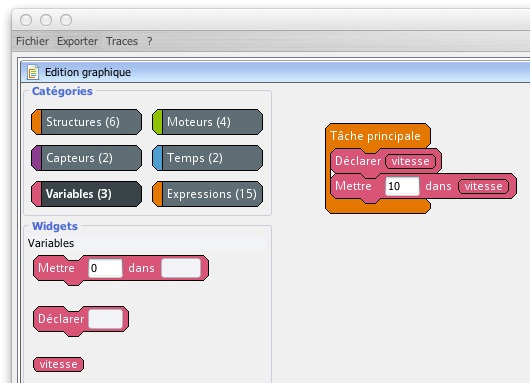 Fichier Exporter Traces ?
Edition graphique
Catégories
Structures (6) Moteurs (4)
Capteurs (2) Temps (2)
Variables (3) Expressions (15)
Widgets
Variables
Mettre 0 dans
Déclarer
vitesse
Tâche principale
Déclarer vitesse
Mettre 10 dans vitesse